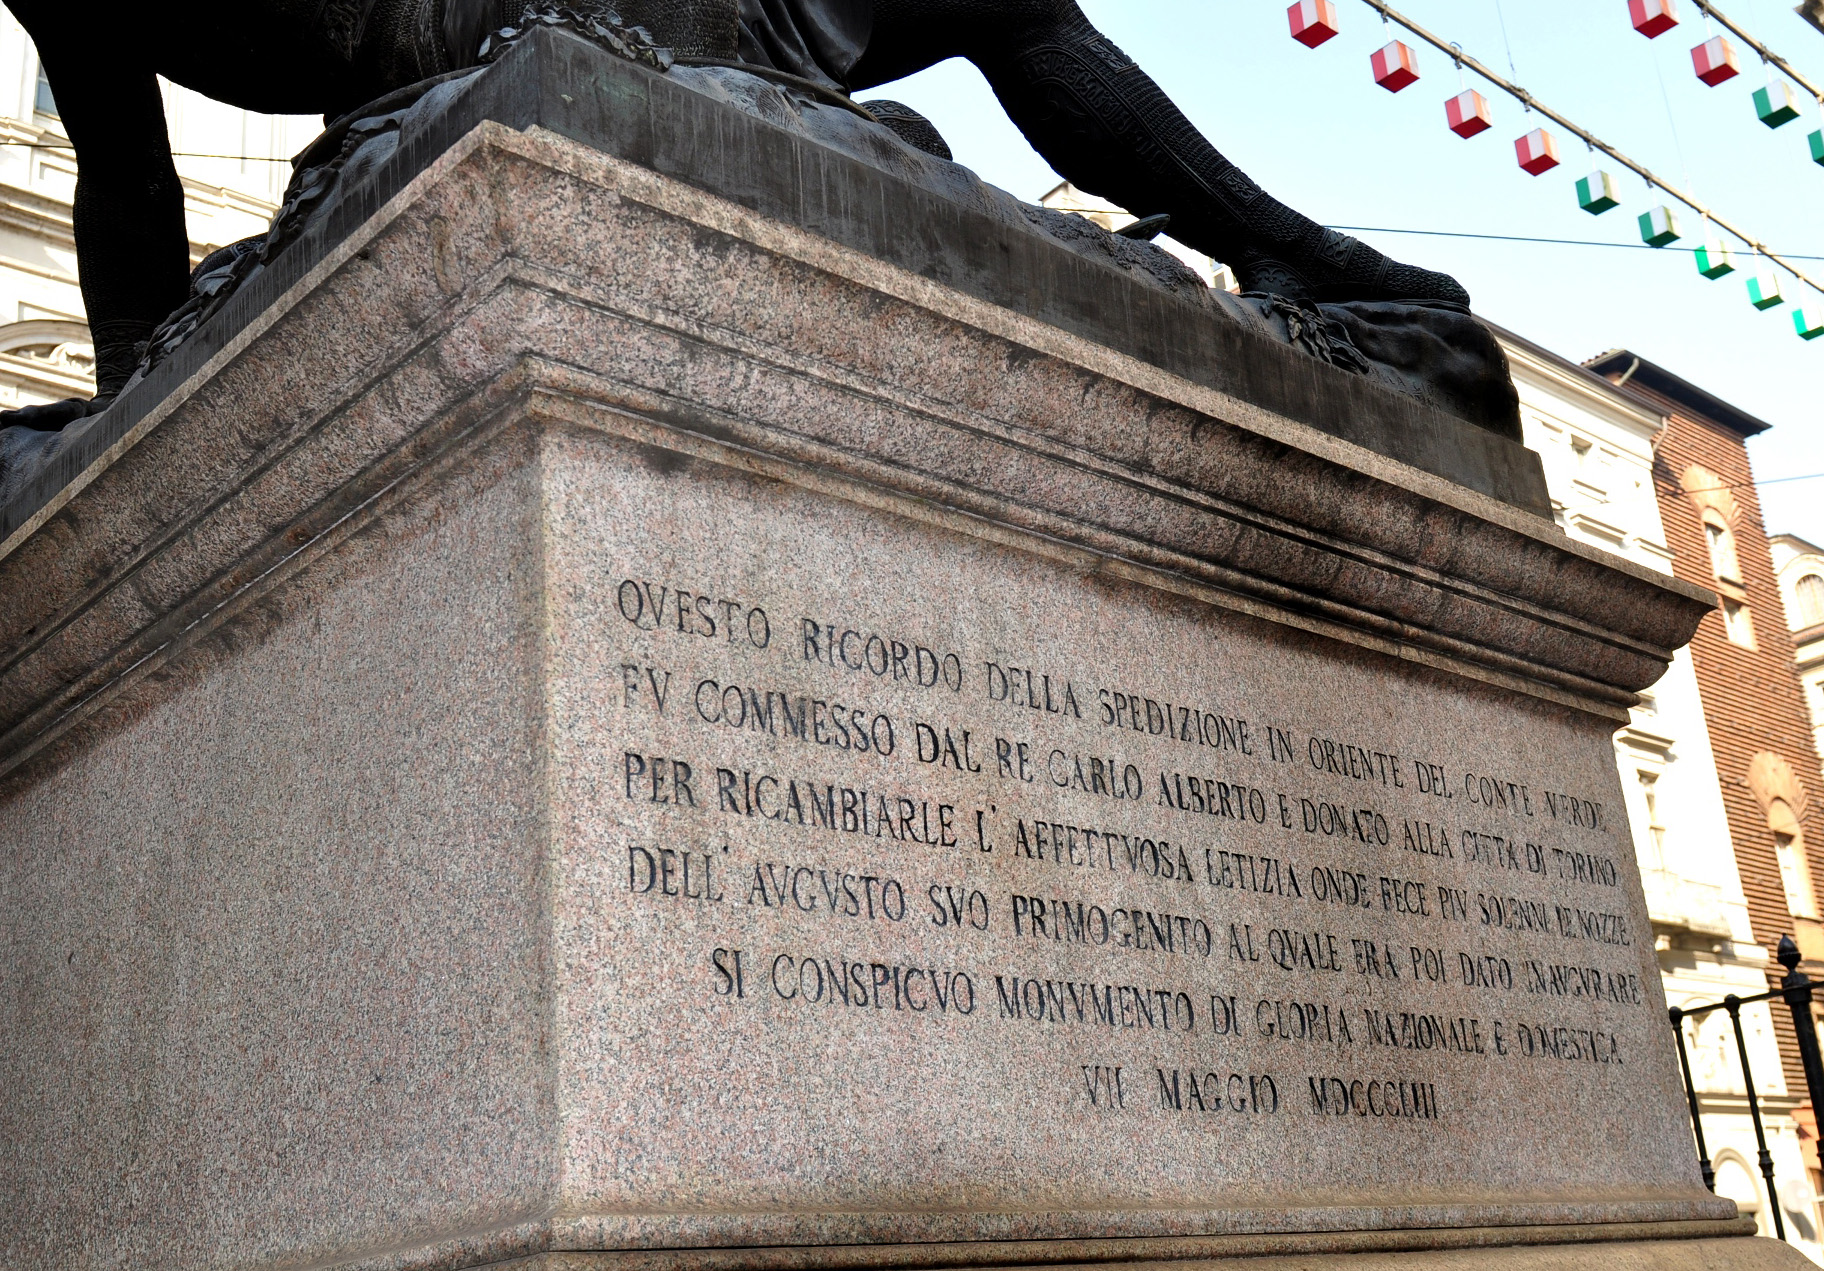 QVESTO RICORDO DELLA SPEDIZIONE IN ORIENTE DEL CONTE VERDE
FV COMMESSO DAL RE CARLO ALBERTO E DONATO ALLA CITTA DI TORINO
PER RICAMBIARLE L' AFFETTVOSA LETIZIA ONDE FECE PIV SOLENNI LE NOZZE
DELL' AVGVSTO SVO PRIMOGENITO AL QVALE ERA POI DATO INAVGVRARE
SI CONSPICVO MONVMENTO DI GLORIA NAZIONALE E DOMESTICA
VII MAGGIO MDCCCLIII